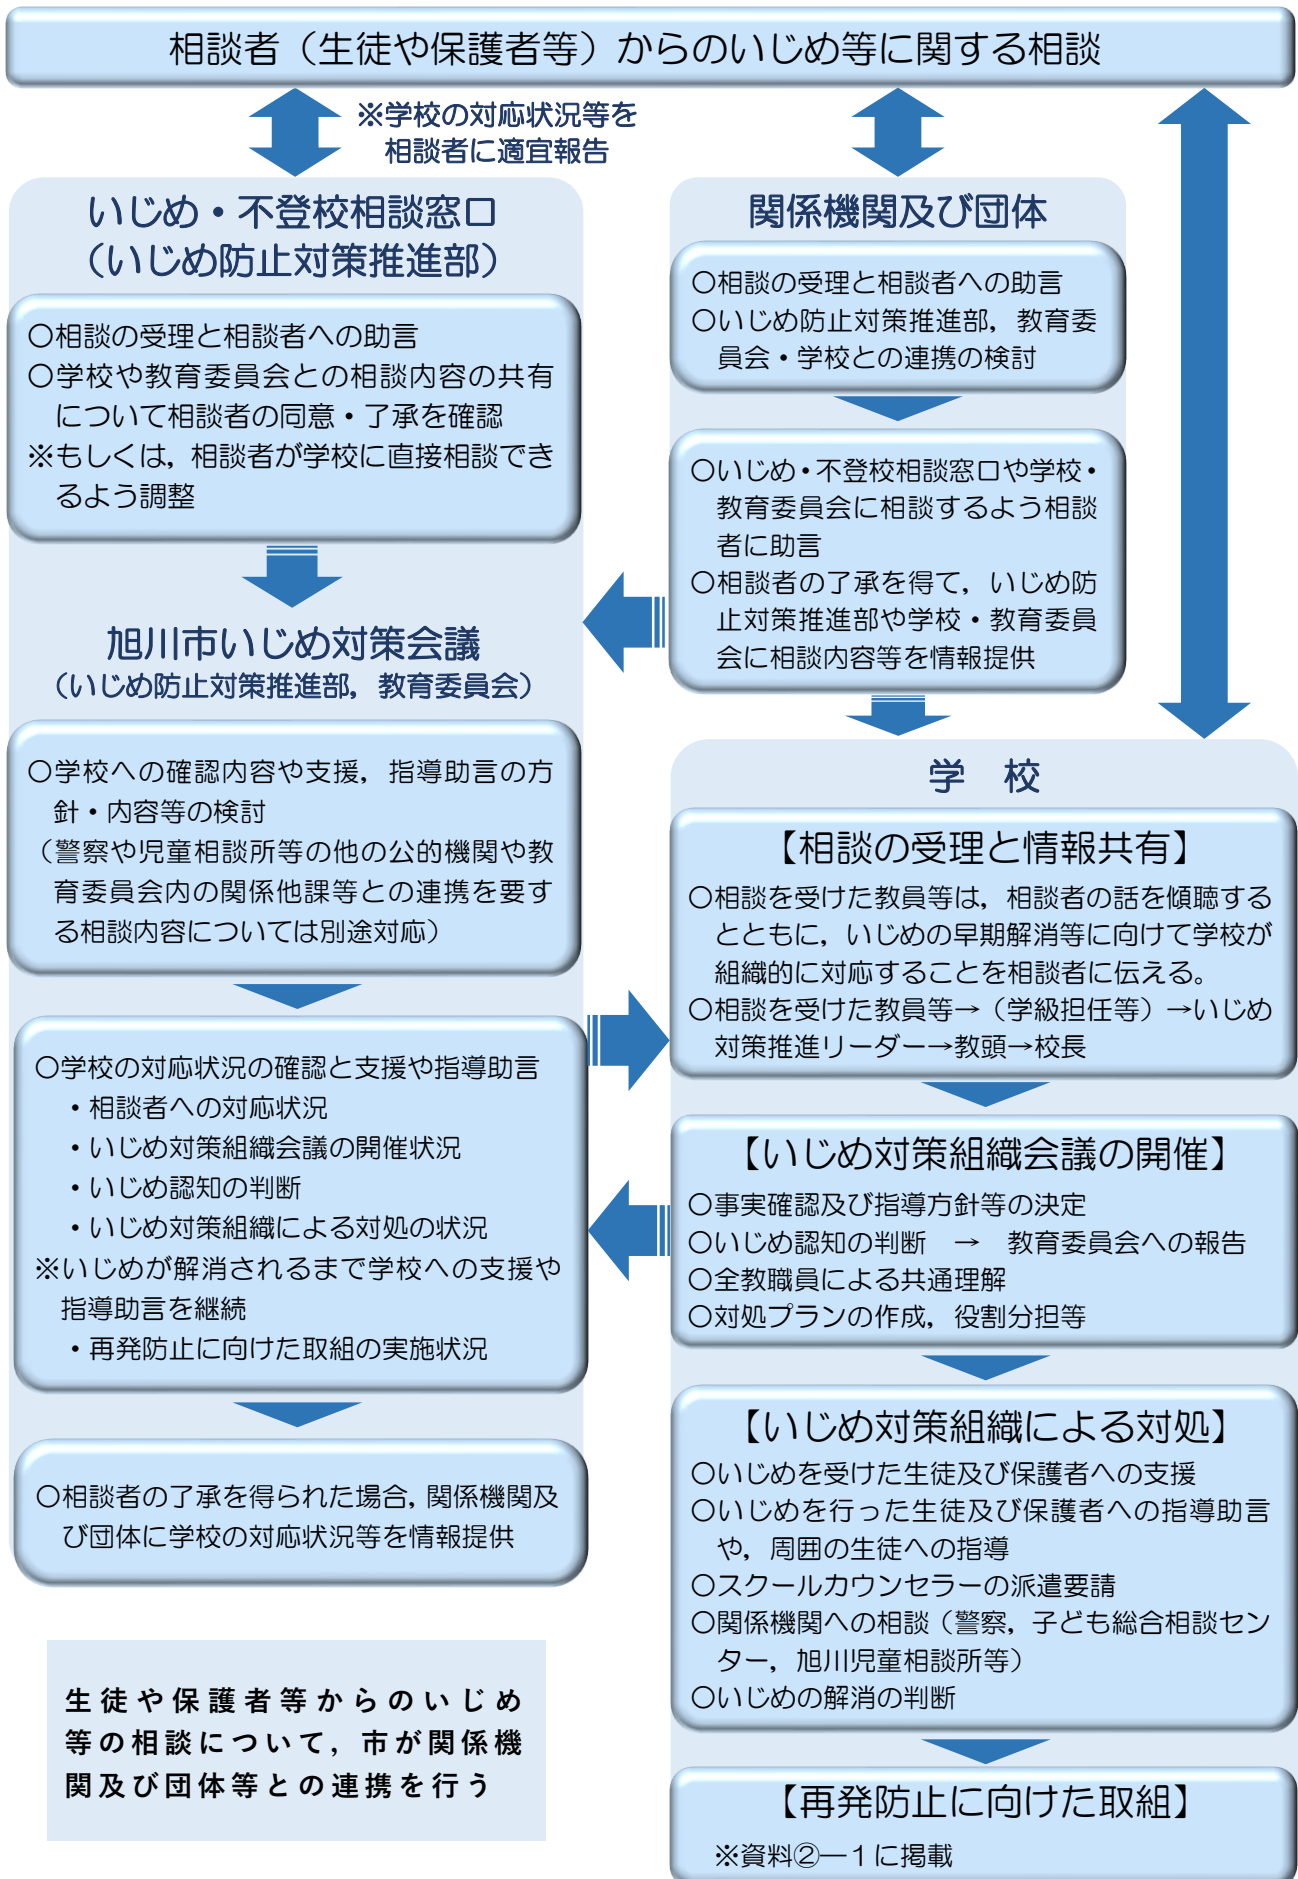 相談者（生徒や保護者等）からのいじめ等に関する相談
※学校の対応状況等を
相談者に適宜報告
いじめ・不登校相談窓口
（いじめ防止対策推進部）
〇相談の受理と相談者への助言
〇学校や教育委員会との相談内容の共有
について相談者の同意・了承を確認
※もしくは，相談者が学校に直接相談でき
るよう調整
旭川市いじめ対策会議
（いじめ防止対策推進部，教育委員会）
〇学校への確認内容や支援，指導助言の方
針・内容等の検討
（警察や児童相談所等の他の公的機関や教
育委員会内の関係他課等との連携を要す
る相談内容については別途対応）
〇学校の対応状況の確認と支援や指導助言
・相談者への対応状況
・いじめ対策組織会議の開催状況
・いじめ認知の判断
・いじめ対策組織による対処の状況
※いじめが解消されるまで学校への支援や
指導助言を継続
・再発防止に向けた取組の実施状況
〇相談者の了承を得られた場合，関係機関及
び団体に学校の対応状況等を情報提供
生徒や保護者等からのいじめ
等の相談について，市が関係機
関及び団体等との連携を行う
関係機関及び団体
〇相談の受理と相談者への助言
〇いじめ防止対策推進部，教育委
員会・学校との連携の検討
〇いじめ・不登校相談窓口や学校・
教育委員会に相談するよう相談
者に助言
〇相談者の了承を得て，いじめ防
止対策推進部や学校・教育委員
会に相談内容等を情報提供
学　校
【相談の受理と情報共有】
〇相談を受けた教員等は，相談者の話を傾聴する
とともに，いじめの早期解消等に向けて学校が
組織的に対応することを相談者に伝える。
〇相談を受けた教員等→（学級担任等）→いじめ
対策推進リーダー→教頭→校長
【いじめ対策組織会議の開催】
〇事実確認及び指導方針等の決定
〇いじめ認知の判断　→　教育委員会への報告
〇全教職員による共通理解
〇対処プランの作成，役割分担等
【いじめ対策組織による対処】
〇いじめを受けた生徒及び保護者への支援
〇いじめを行った生徒及び保護者への指導助言
や，周囲の生徒への指導
〇スクールカウンセラーの派遣要請
〇関係機関への相談（警察，子ども総合相談セン
ター，旭川児童相談所等）
〇いじめの解消の判断
【再発防止に向けた取組】
※資料②―１に掲載